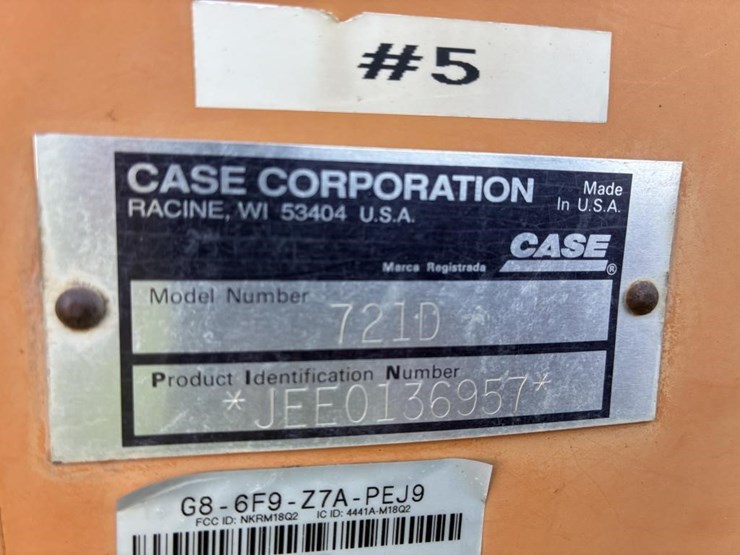 #5
CASE CORPORATION
RACINE, WI 53404 U.S.A.
Made
In U.S.A.
CASE
Marca Registrada
®
Model Number
721D
Product Identification Number
*JEE0136957*
G8-6F9-Z7A-PEJ9
FCC ID: NKRM18Q2 IC ID: 4441A-M18Q2